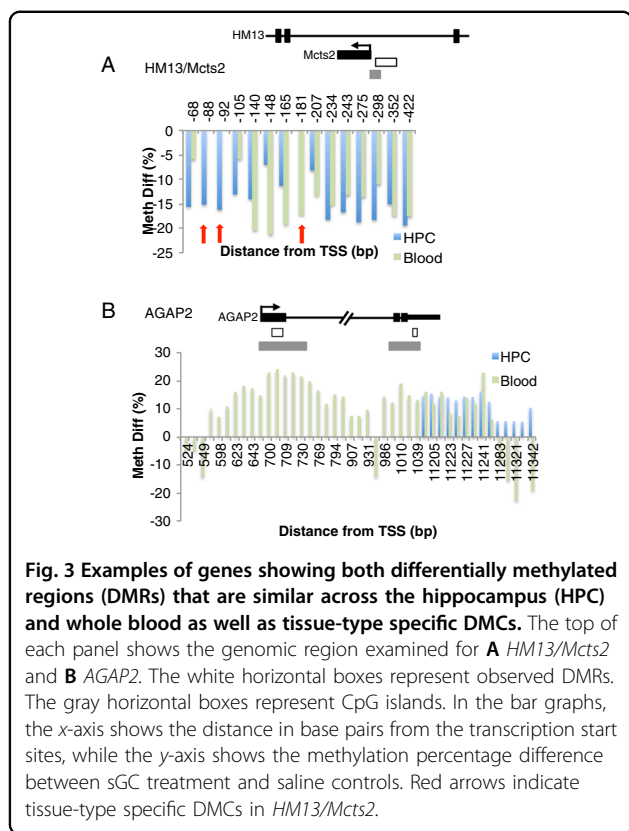 HM13
Mcts2
A
HM13/Mcts2
-68
-88
-92
-105
-140
-148
-165
-181
-207
-234
-243
-275
-298
-352
-422
0
-5
-10
-15
-20
-25
Meth Diff (%)
HPC
Blood
Distance from TSS (bp)
B
AGAP2
AGAP2
30
20
10
0
-10
-20
-30
Meth Diff (%)
HPC
Blood
524
549
598
623
643
700
709
730
769
794
907
931
986
1010
1039
11205
11223
11227
11241
11283
11321
11342
Distance from TSS (bp)
Fig. 3 Examples of genes showing both differentially methylated
regions (DMRs) that are similar across the hippocampus (HPC)
and whole blood as well as tissue-type specific DMCs. The top of
each panel shows the genomic region examined for A HM13/Mcts2
and B AGAP2. The white horizontal boxes represent observed DMRs.
The gray horizontal boxes represent CpG islands. In the bar graphs,
the x-axis shows the distance in base pairs from the transcription start
sites, while the y-axis shows the methylation percentage difference
between sGC treatment and saline controls. Red arrows indicate
tissue-type specific DMCs in HM13/Mcts2.